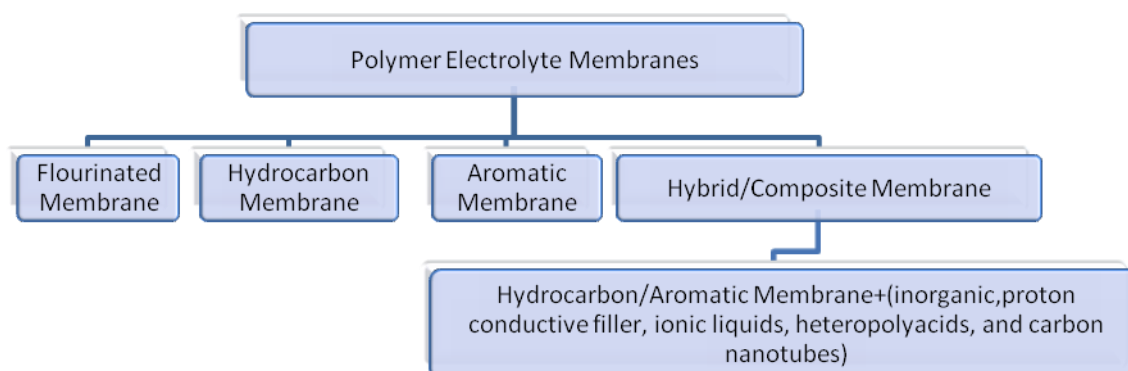 Polymer Electrolyte Membranes
Flourinated
Membrane
Hydrocarbon
Membrane
Aromatic
Membrane
Hybrid/Composite Membrane
Hydrocarbon/Aromatic Membrane+(inorganic,proton
conductive filler, ionic liquids, heteropolyacids, and carbon
nanotubes)